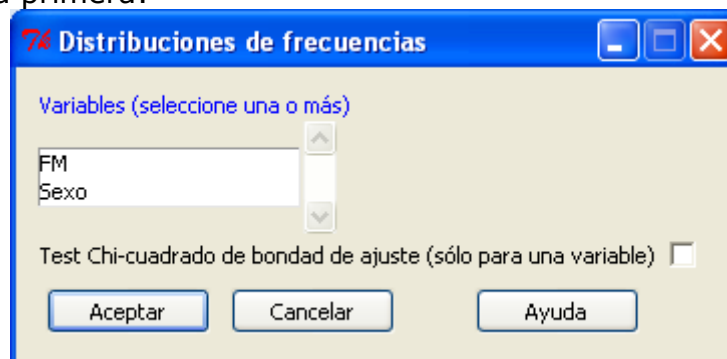 primera.
Distribuciones de frecuencias
Variables (seleccione una o más)
FM
Sexo
Test Chi-cuadrado de bondad de ajuste (sólo para una variable)
Aceptar Cancelar Ayuda